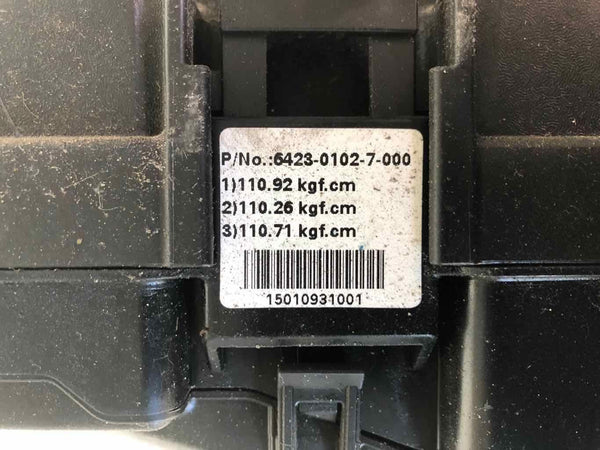 P/No.:6423-0102-7-000
1)110.92 kgf.cm
2)110.26 kgf.cm
3)110.71 kgf.cm
15010931001